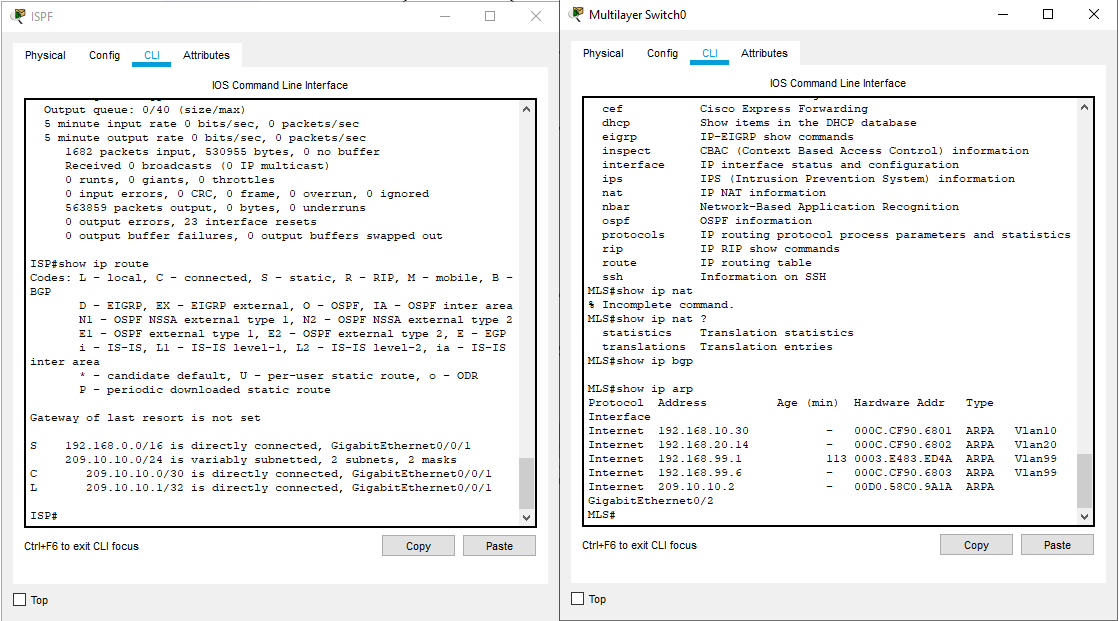 ISPF
Physical Config CLI Attributes
IOS Command Line Interface
Output queue: 0/40 (size/max)
5 minute input rate 0 bits/sec, 0 packets/sec
5 minute output rate 0 bits/sec, 0 packets/sec
1682 packets input, 530955 bytes, 0 no buffer
Received 0 broadcasts (0 IP multicast)
0 runts, 0 giants, 0 throttles
0 input errors, 0 CRC, 0 frame, 0 overrun, 0 ignored
563859 packets output, 0 bytes, 0 underruns
0 output errors, 23 interface resets
0 output buffer failures, 0 output buffers swapped out
ISP#show ip route
Codes: L - local, C - connected, S - static, R - RIP, M - mobile, B -
BGP
D - EIGRP, EX - EIGRP external, O - OSPF, IA - OSPF inter area
N1 - OSPF NSSA external type 1, N2 - OSPF NSSA external type 2
E1 - OSPF external type 1, E2 - OSPF external type 2, E - EGP
i - IS-IS, L1 - IS-IS level-1, L2 - IS-IS level-2, ia - IS-IS
inter area
* - candidate default, U - per-user static route, o - ODR
P - periodic downloaded static route
Gateway of last resort is not set
S 192.168.0.0/16 is directly connected, GigabitEthernet0/0/1
209.10.10.0/24 is variably subnetted, 2 subnets, 2 masks
C 209.10.10.0/30 is directly connected, GigabitEthernet0/0/1
L 209.10.10.1/32 is directly connected, GigabitEthernet0/0/1
ISP#
Ctrl+F6 to exit CLI focus
Copy
Paste
Top
Multilayer Switch0
Physical Config CLI Attributes
IOS Command Line Interface
cef Cisco Express Forwarding
dhcp Show items in the DHCP database
eigrp IP-EIGRP show commands
inspect CBAC (Context Based Access Control) information
interface IP interface status and configuration
ips IPS (Intrusion Prevention System) information
nat IP NAT information
nbar Network-Based Application Recognition
ospf OSPF information
protocols IP routing protocol process parameters and statistics
rip IP RIP show commands
route IP routing table
ssh Information on SSH
MLS#show ip nat
% Incomplete command.
MLS#show ip nat ?
statistics Translation statistics
translations Translation entries
MLS#show ip bgp
MLS#show ip arp
Protocol Address Age (min) Hardware Addr Type
Interface
Internet 192.168.10.30 - 000C.CF90.6801 ARPA Vlan10
Internet 192.168.20.14 - 000C.CF90.6802 ARPA Vlan20
Internet 192.168.99.1 113 0003.E483.ED4A ARPA Vlan99
Internet 192.168.99.6 - 000C.CF90.6803 ARPA Vlan99
Internet 209.10.10.2 - 00D0.58C0.9A1A ARPA
GigabitEthernet0/2
MLS#
Ctrl+F6 to exit CLI focus
Copy
Paste
Top